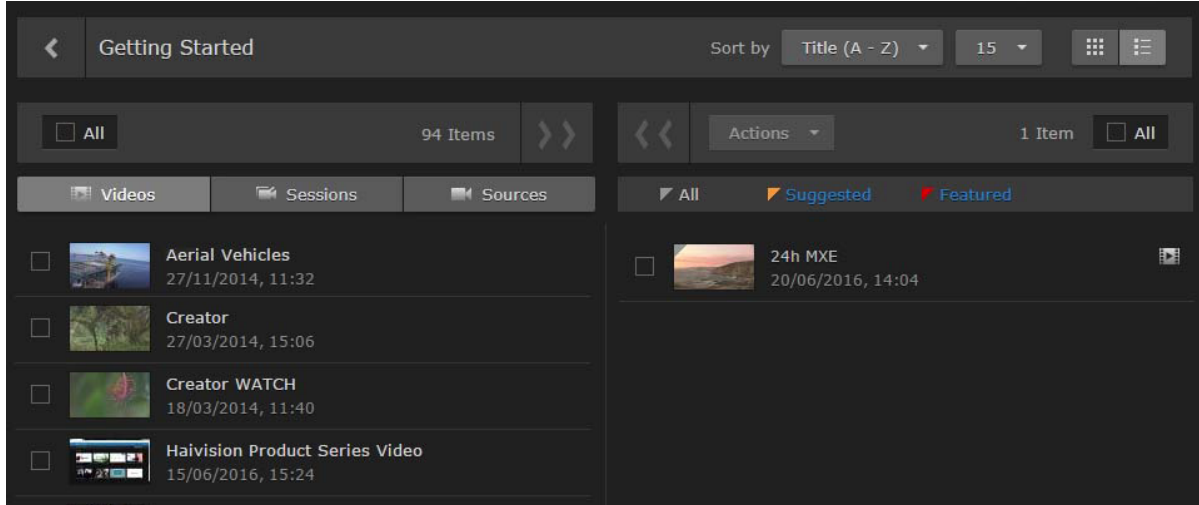 Getting Started
Sort by Title (A - Z) 15
All 94 Items
Actions 1 Item All
Videos Sessions Sources
All Suggested Featured
Aerial Vehicles
27/11/2014, 11:32
Creator
27/03/2014, 15:06
Creator WATCH
18/03/2014, 11:40
Haivision Product Series Video
15/06/2016, 15:24
24h MXE
20/06/2016, 14:04